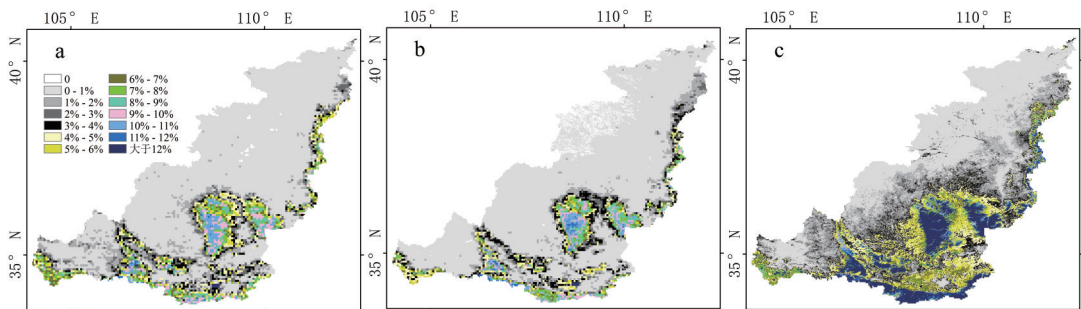 105° E 110° E 105° E 110° E 105° E 110° E
a b c
40° N
35° N
40° N
35° N
40° N
35° N
0 6% - 7%
0 - 1% 7% - 8%
1% - 2% 8% - 9%
2% - 3% 9% - 10%
3% - 4% 10% - 11%
4% - 5% 11% - 12%
5% - 6% 大于12%